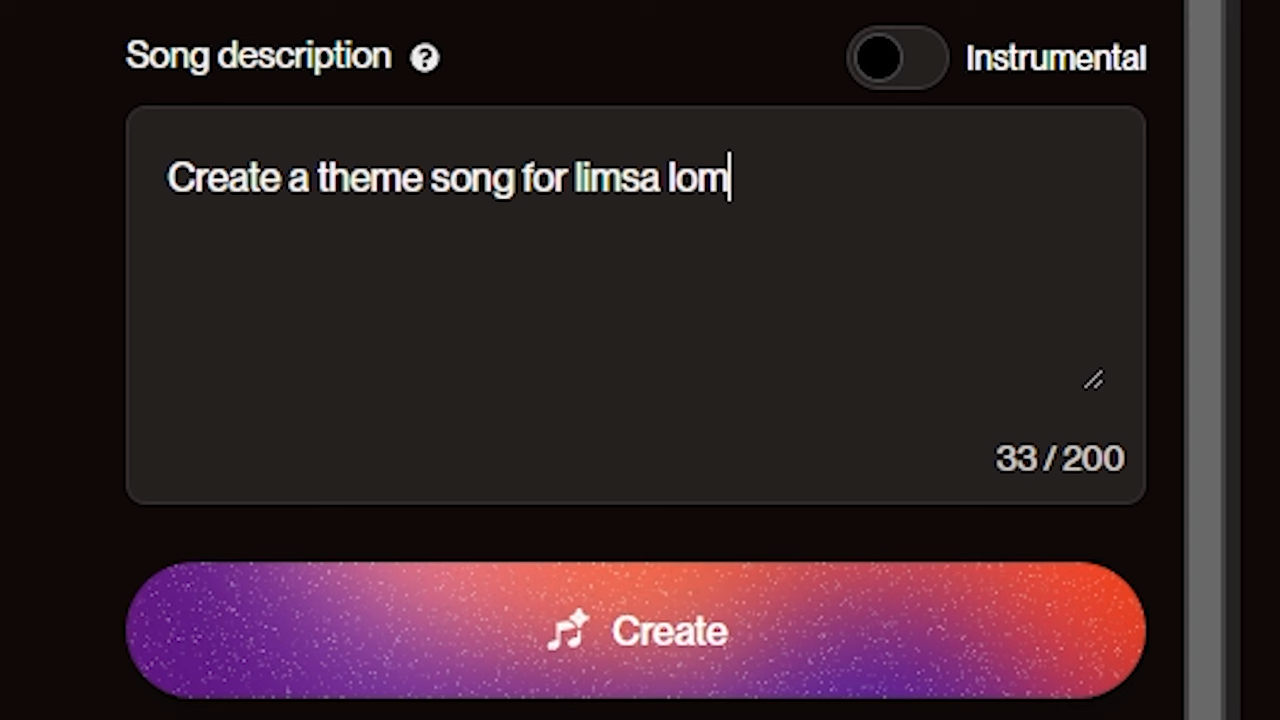 Song description
Instrumental
Create a theme song for limsa lom
33 / 200
Create